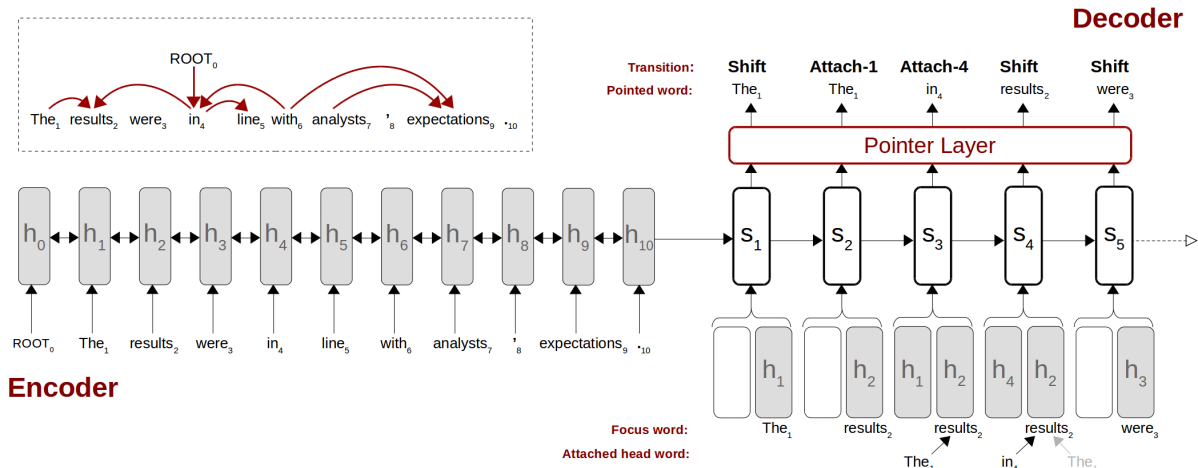 Decoder
ROOT0
The1 results2 were3 in4 line5 with6 analysts7 '8 expectations9 .10
Transition: Shift Attach-1 Attach-4 Shift Shift
Pointed word: The1 The1 in4 results2 were3
Pointer Layer
h0 h1 h2 h3 h4 h5 h6 h7 h8 h9 h10 s1 s2 s3 s4 s5
ROOT0 The1 results2 were3 in4 line5 with6 analysts7 '8 expectations9 .10
h1 h2 h1 h2 h4 h2 h3
Encoder
Focus word: The1 results2 results2 results2 were3
Attached head word: The1 in4 The1